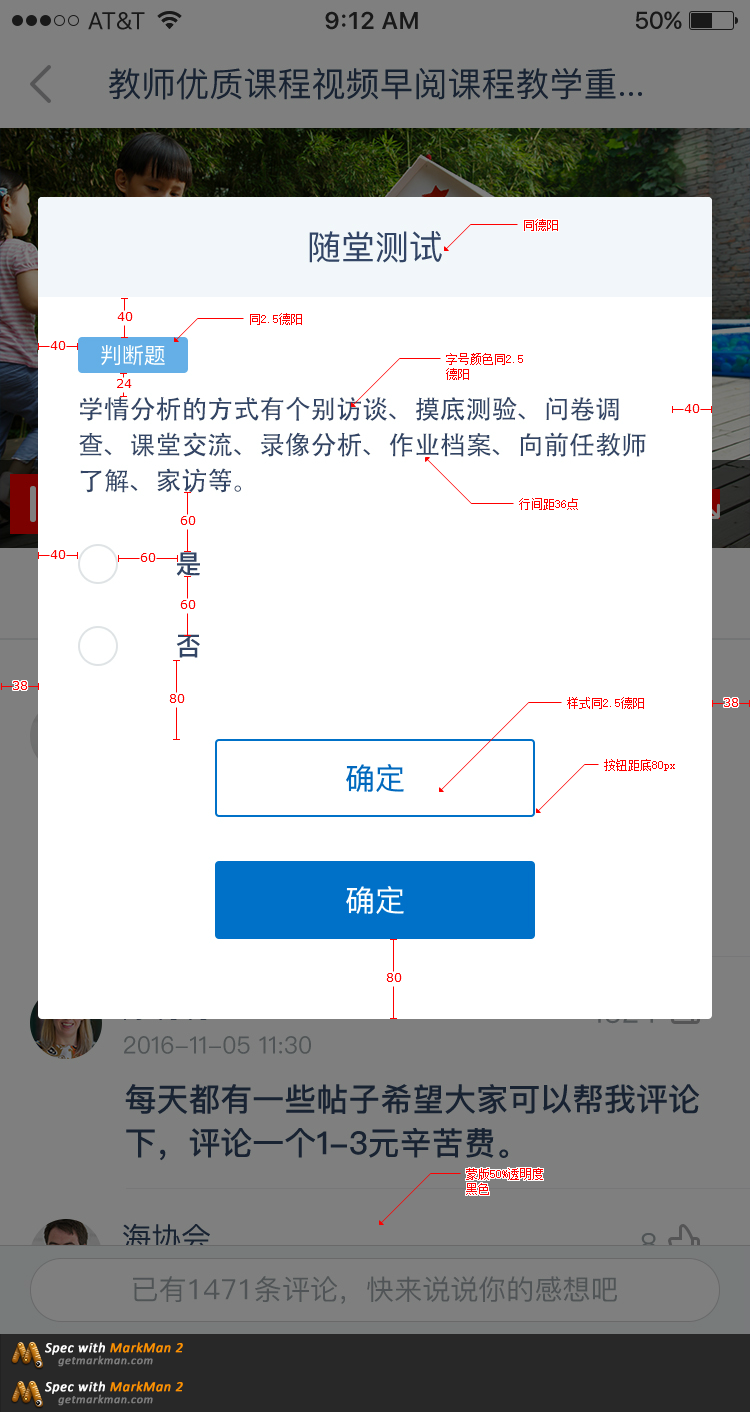 AT&T 9:12 AM 50%
教师优质课程视频早阅课程教学重...
随堂测试
同德阳
40
同2.5德阳
40
判断题
字号颜色同2.5
德阳
24
学情分析的方式有个别访谈、摸底测验、问卷调
40
查、课堂交流、录像分析、作业档案、向前任教师
了解、家访等。
行间距36点
60
40
60
是
60
否
38
80
样式同2.5德阳
38
确定
按钮距底80px
确定
80
2016-11-05 11:30
每天都有一些帖子希望大家可以帮我评论
下，评论一个1-3元辛苦费。
蒙版50%透明度
黑色
海协会
8
已有1471条评论，快来说说你的感想吧
Spec with MarkMan 2
getmarkman.com
Spec with MarkMan 2
getmarkman.com